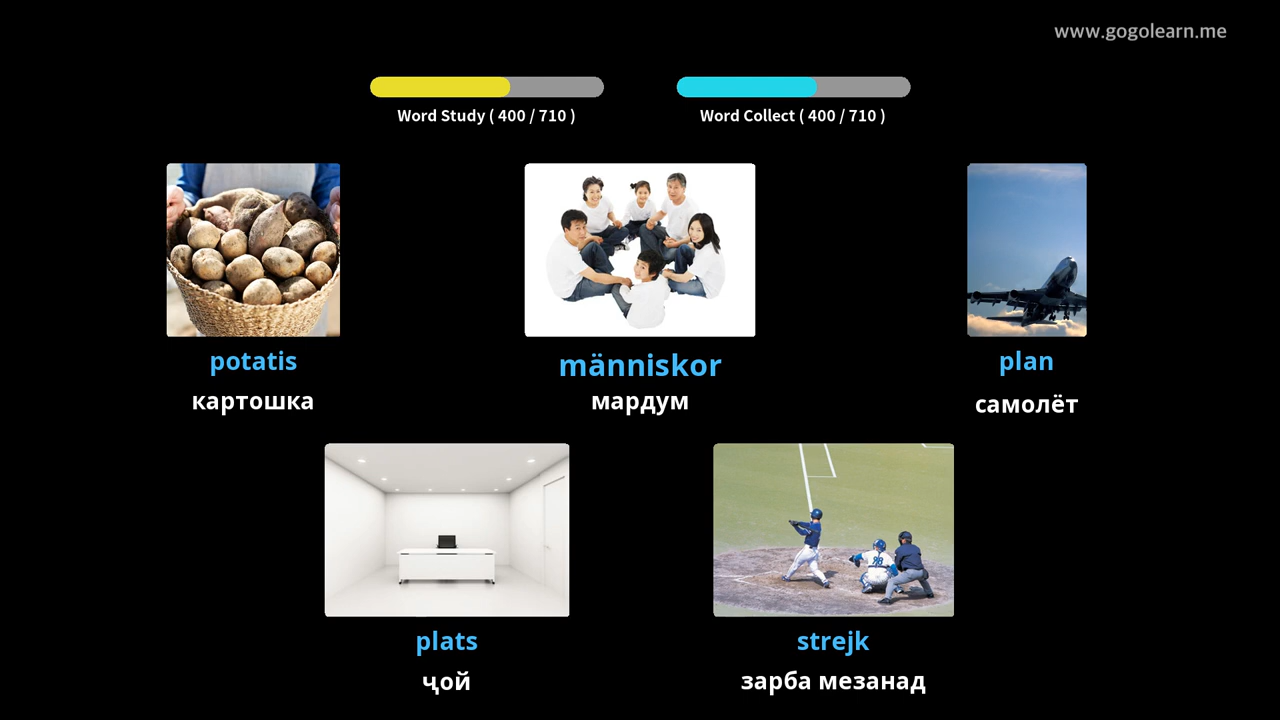 www.gogolearn.me
Word Study ( 400 / 710 )
Word Collect ( 400 / 710 )
potatis
människor
plan
картошка
мардум
самолёт
plats
strejk
ҷой
зарба мезанад